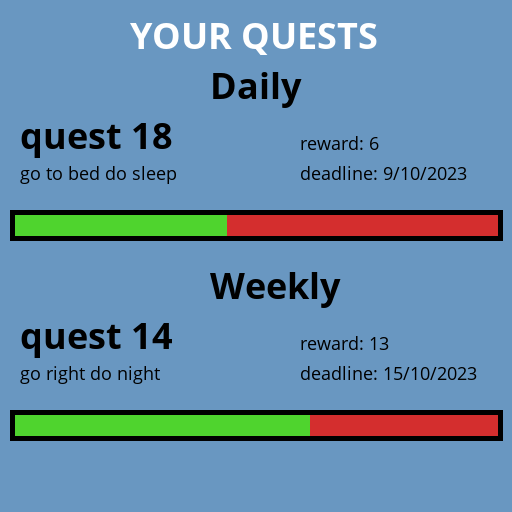 YOUR QUESTS
Daily
quest 18
go to bed do sleep
reward: 6
deadline: 9/10/2023
Weekly
quest 14
go right do night
reward: 13
deadline: 15/10/2023